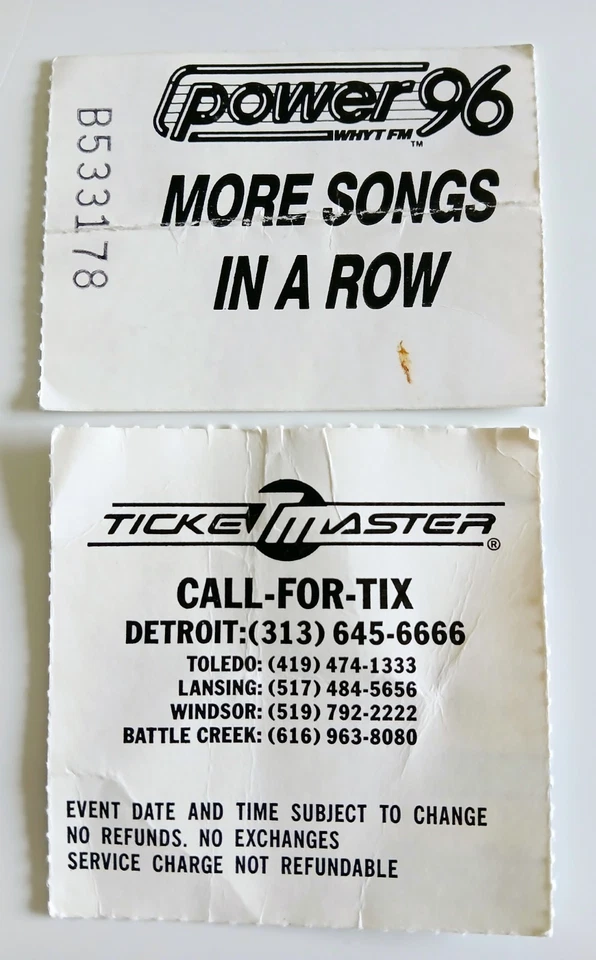 B533178
power 96
WHYT FM
TM
MORE SONGS
IN A ROW
TICKETMASTER
®
CALL-FOR-TIX
DETROIT:(313) 645-6666
TOLEDO: (419) 474-1333
LANSING: (517) 484-5656
WINDSOR: (519) 792-2222
BATTLE CREEK: (616) 963-8080
EVENT DATE AND TIME SUBJECT TO CHANGE
NO REFUNDS. NO EXCHANGES
SERVICE CHARGE NOT REFUNDABLE